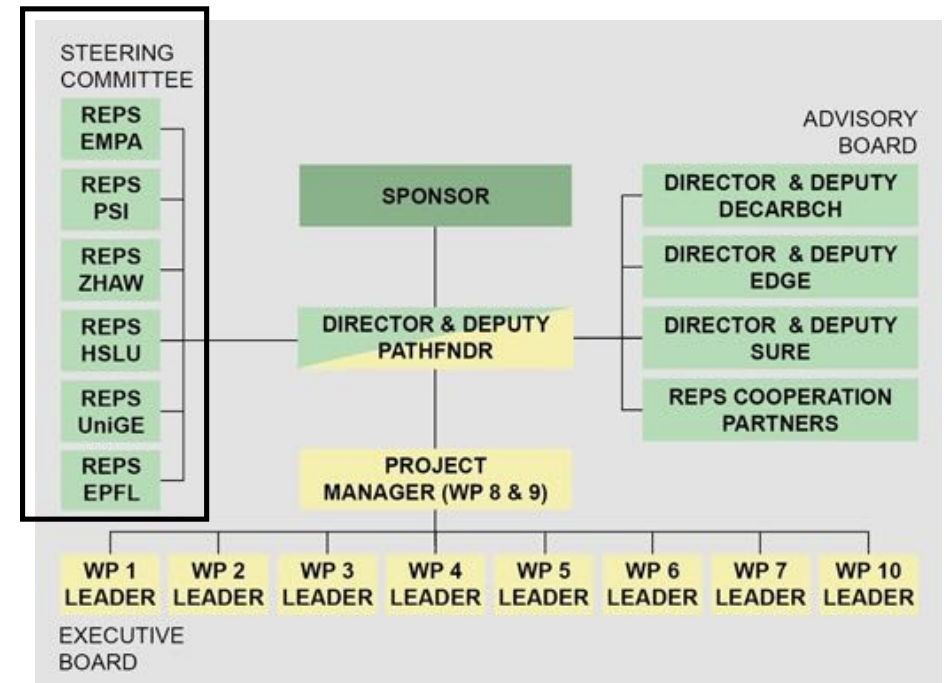 STEERING
COMMITTEE
REPS
EMPA
REPS
PSI
REPS
ZHAW
REPS
HSLU
REPS
UniGE
REPS
EPFL
SPONSOR
DIRECTOR & DEPUTY
PATHFNDR
PROJECT
MANAGER (WP 8 & 9)
ADVISORY
BOARD
DIRECTOR & DEPUTY
DECARBCH
DIRECTOR & DEPUTY
EDGE
DIRECTOR & DEPUTY
SURE
REPS COOPERATION
PARTNERS
WP 1
LEADER
WP 2
LEADER
WP 3
LEADER
WP 4
LEADER
WP 5
LEADER
WP 6
LEADER
WP 7
LEADER
WP 10
LEADER
EXECUTIVE
BOARD